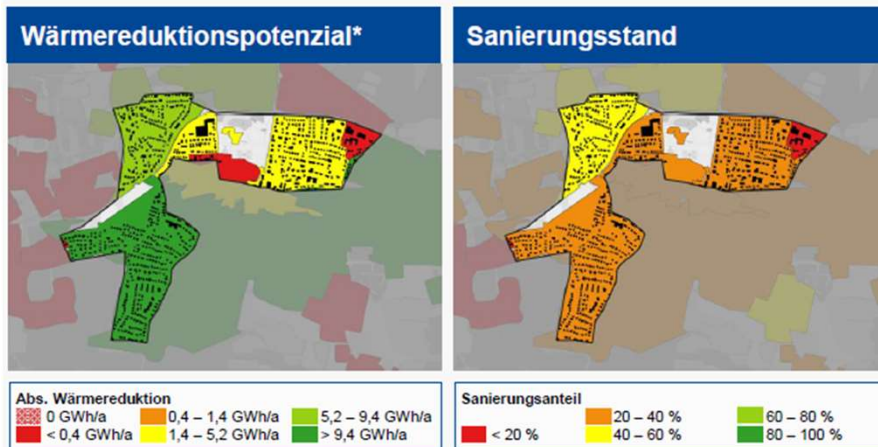 Wärmereduktionspotenzial*
Sanierungsstand
Abs. Wärmereduktion
0 GWh/a
0,4 – 1,4 GWh/a
5,2 – 9,4 GWh/a
< 0,4 GWh/a
1,4 – 5,2 GWh/a
> 9,4 GWh/a
Sanierungsanteil
20 – 40 %
60 – 80 %
< 20 %
40 – 60 %
80 – 100 %